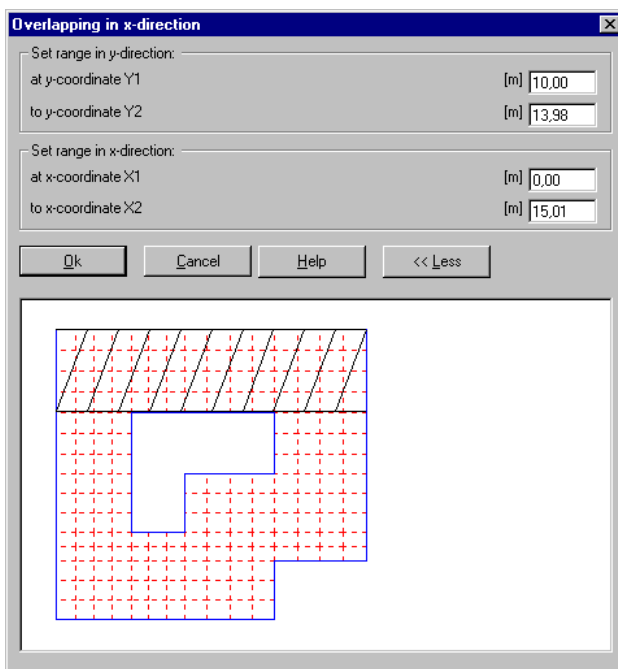 Overlapping in x-direction
Set range in y-direction:
at y-coordinate Y1 [m] 10,00
to y-coordinate Y2 [m] 13,98
Set range in x-direction:
at x-coordinate X1 [m] 0,00
to x-coordinate X2 [m] 15,01
Ok Cancel Help << Less